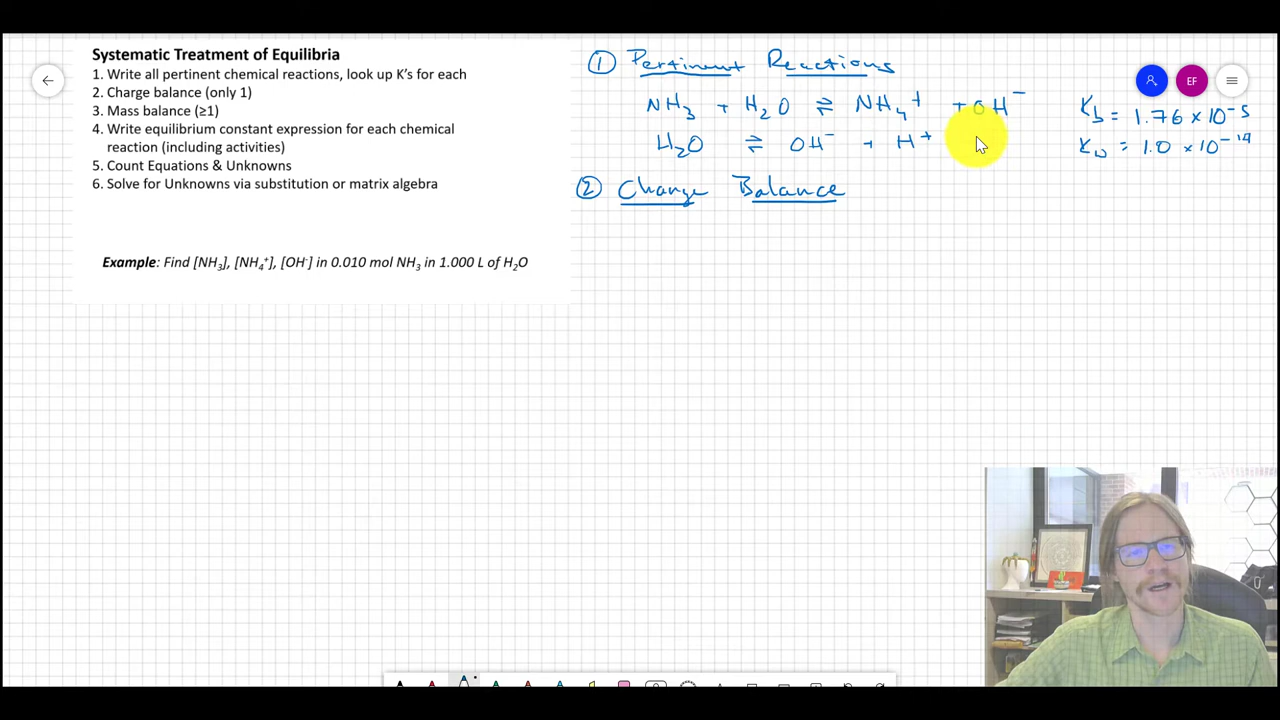 Systematic Treatment of Equilibria
1. Write all pertinent chemical reactions, look up K's for each
2. Charge balance (only 1)
3. Mass balance (≥1)
4. Write equilibrium constant expression for each chemical
reaction (including activities)
5. Count Equations & Unknowns
6. Solve for Unknowns via substitution or matrix algebra
Example: Find [NH₃], [NH₄⁺], [OH⁻] in 0.010 mol NH₃ in 1.000 L of H₂O
① Pertinent Reactions
NH₃ + H₂O ⇌ NH₄⁺ + OH⁻ K_b = 1.76 × 10⁻⁵
H₂O ⇌ OH⁻ + H⁺ K_w = 1.0 × 10⁻¹⁴
② Charge Balance
EF